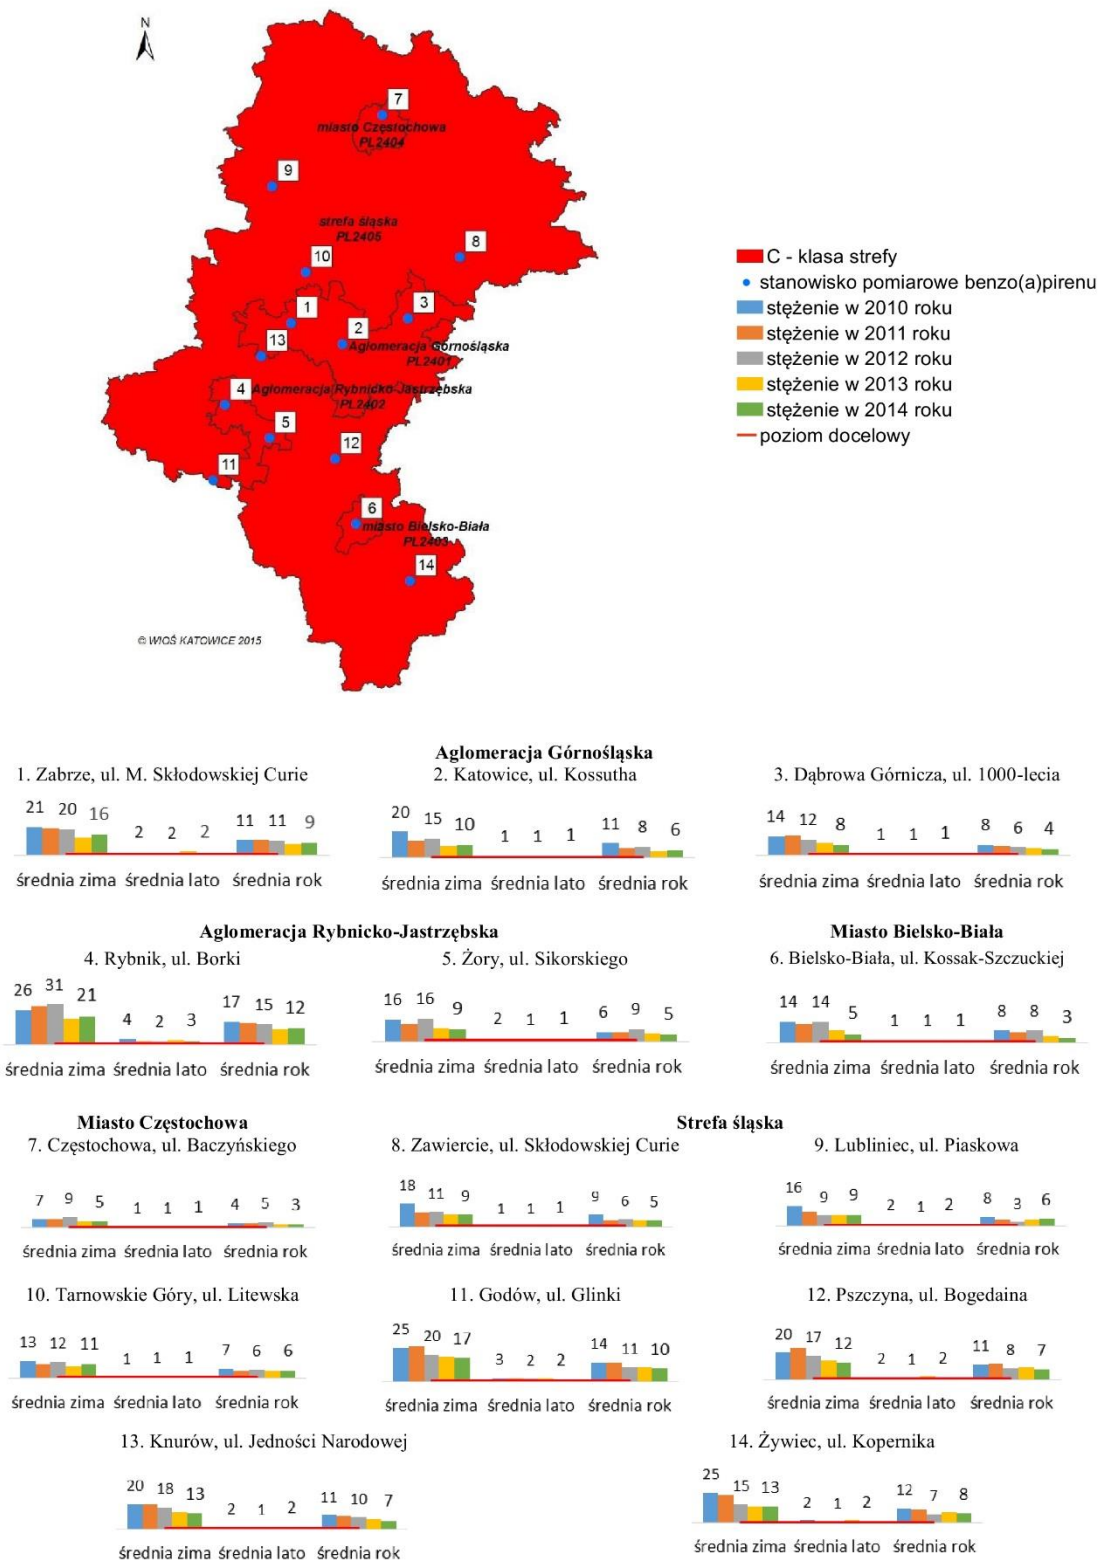 N
7
miasto Częstochowa
PL2404
9
strefa śląska
PL2405
8
10
1
3
2
13
Aglomeracja Górnośląska
PL2401
4
Aglomeracja Rybnicko-Jastrzębska
PL2402
5
12
11
6
miasto Bielsko-Biała
PL2403
14
© WIOŚ KATOWICE 2015
C - klasa strefy
stanowisko pomiarowe benzo(a)pirenu
stężenie w 2010 roku
stężenie w 2011 roku
stężenie w 2012 roku
stężenie w 2013 roku
stężenie w 2014 roku
poziom docelowy
Aglomeracja Górnośląska
1. Zabrze, ul. M. Skłodowskiej Curie
21 20 16 2 2 2 11 11 9
średnia zima średnia lato średnia rok
2. Katowice, ul. Kossutha
20 15 10 1 1 1 11 8 6
średnia zima średnia lato średnia rok
3. Dąbrowa Górnicza, ul. 1000-lecia
14 12 8 1 1 1 8 6 4
średnia zima średnia lato średnia rok
Aglomeracja Rybnicko-Jastrzębska
4. Rybnik, ul. Borki
26 31 21 4 2 3 17 15 12
średnia zima średnia lato średnia rok
5. Żory, ul. Sikorskiego
16 16 9 2 1 1 6 9 5
średnia zima średnia lato średnia rok
Miasto Bielsko-Biała
6. Bielsko-Biała, ul. Kossak-Szczuckiej
14 14 5 1 1 1 8 8 3
średnia zima średnia lato średnia rok
Miasto Częstochowa
7. Częstochowa, ul. Baczyńskiego
7 9 5 1 1 1 4 5 3
średnia zima średnia lato średnia rok
Strefa śląska
8. Zawiercie, ul. Skłodowskiej Curie
18 11 9 1 1 1 9 6 5
średnia zima średnia lato średnia rok
9. Lubliniec, ul. Piaskowa
16 9 9 2 1 2 8 3 6
średnia zima średnia lato średnia rok
10. Tarnowskie Góry, ul. Litewska
13 12 11 1 1 1 7 6 6
średnia zima średnia lato średnia rok
11. Godów, ul. Glinki
25 20 17 3 2 2 14 11 10
średnia zima średnia lato średnia rok
12. Pszczyna, ul. Bogedaina
20 17 12 2 1 2 11 8 7
średnia zima średnia lato średnia rok
13. Knurów, ul. Jedności Narodowej
20 18 13 2 1 2 11 10 7
średnia zima średnia lato średnia rok
14. Żywiec, ul. Kopernika
25 15 13 2 1 2 12 7 8
średnia zima średnia lato średnia rok